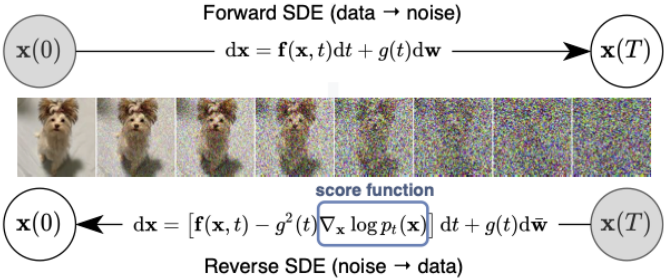 Forward SDE (data → noise)
x(0) dx = f(x, t)dt + g(t)dw x(T)
score function
x(0) dx = [f(x, t) − g²(t)∇ₓ log pₜ(x)] dt + g(t)dw̄ x(T)
Reverse SDE (noise → data)